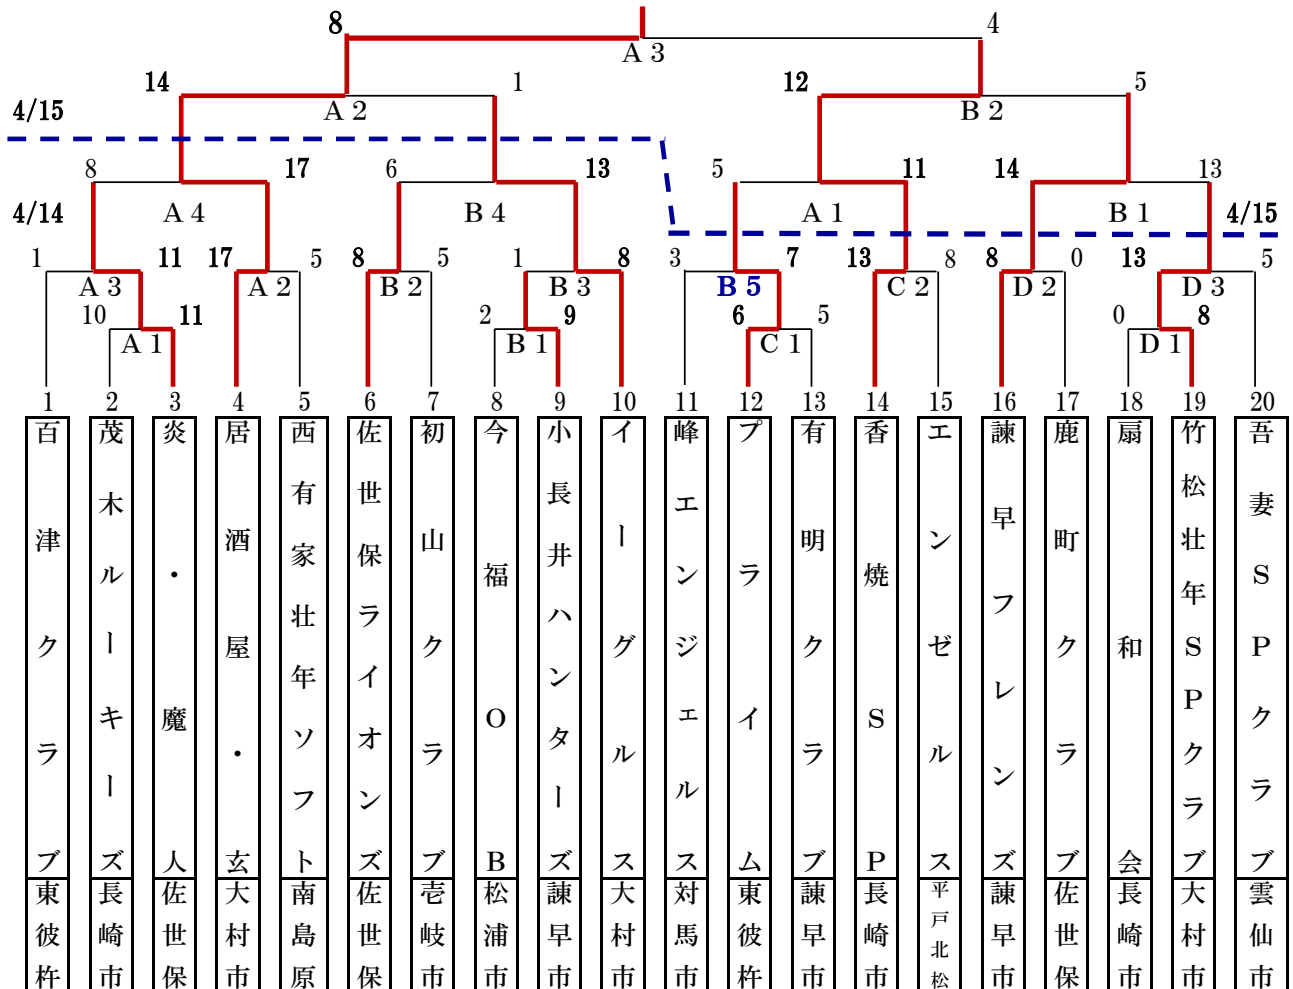 8 4
A 3
14 1 12 5
4/15 A 2 B 2
8 17 6 13 5 11 14 13
4/14 A 4 B 4 A 1 B 1 4/15
1 11 17 5 8 5 1 8 3 7 13 8 8 0 13 5
A 3 A 2 B 2 B 3 B 5 C 2 D 2 D 3
10 11 2 9 6 5 0 8
A 1 B 1 C 1 D 1
1 2 3 4 5 6 7 8 9 10 11 12 13 14 15 16 17 18 19 20
百津クラブ
茂木ルーキーズ
炎・魔人
居酒屋・玄
西有家壮年ソフト
佐世保ライオンズ
初山クラブ
今福OB
小長井ハンターズ
イーグルス
峰エンジェルス
プライム
有明クラブ
香焼SP
エンゼルス
諫早フレンズ
鹿町クラブ
扇和会
竹松壮年SPクラブ
吾妻SPクラブ
東彼杵
長崎市
佐世保
大村市
南島原
佐世保
壱岐市
松浦市
諫早市
大村市
対馬市
東彼杵
諫早市
長崎市
平戸北松
諫早市
佐世保
長崎市
大村市
雲仙市